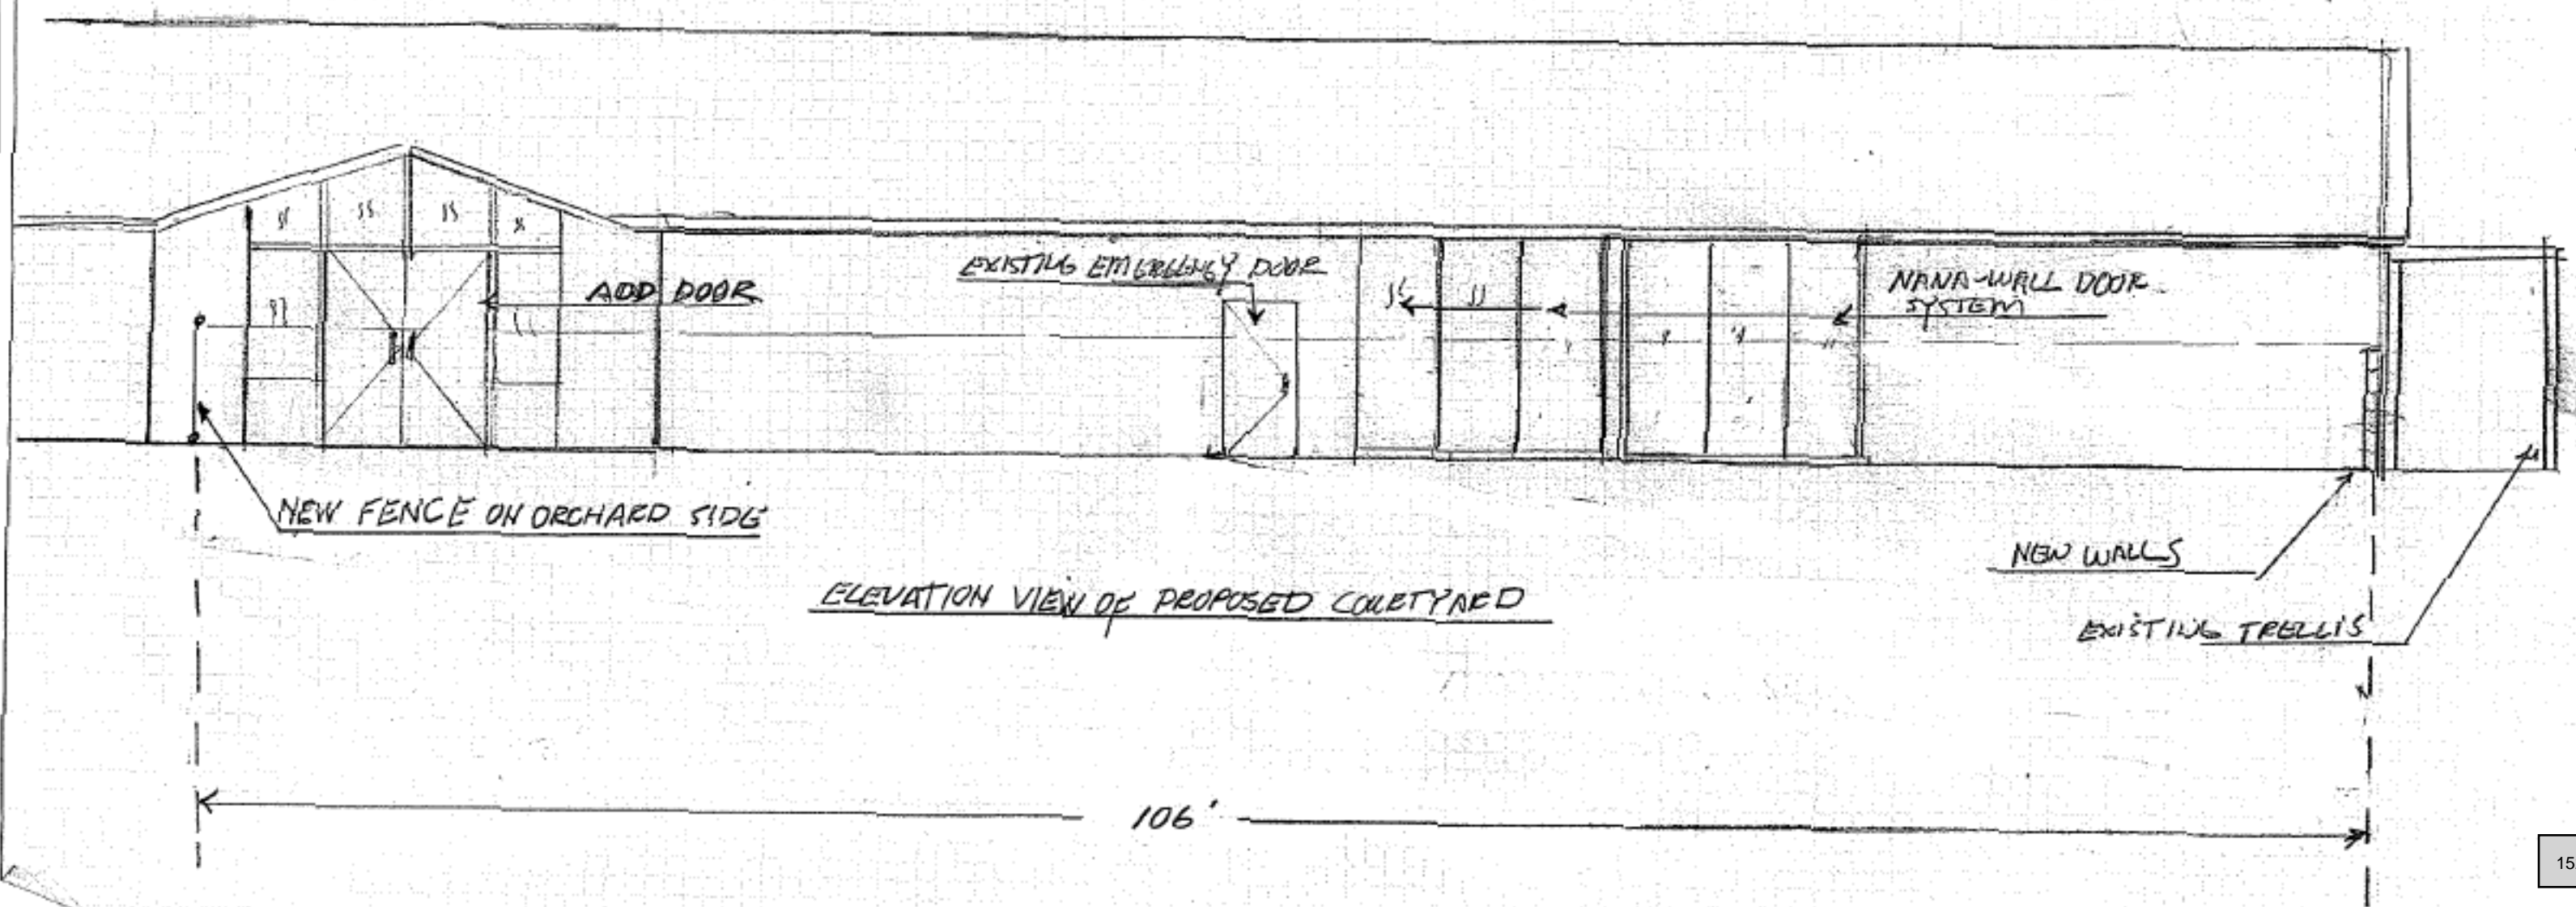 ADD DOOR
EXISTING EMERGENCY DOOR
NANA-WALL DOOR
SYSTEM
NEW FENCE ON ORCHARD SIDE
NEW WALLS
ELEVATION VIEW OF PROPOSED COURTYARD
EXISTING TRELLIS
106'
15